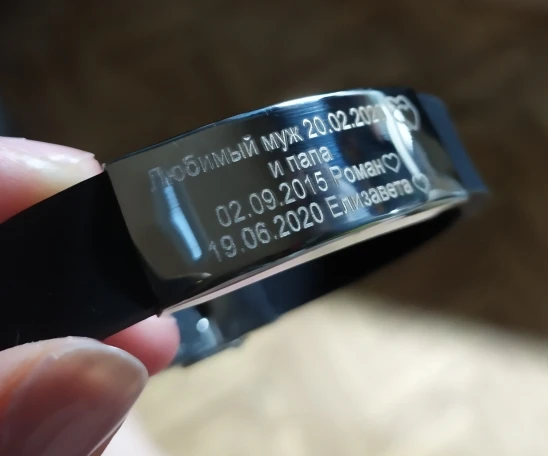 Любимый муж 20.02.202
и папа
02.09.2015 Роман♡
19.06.2020 Елизавета♡